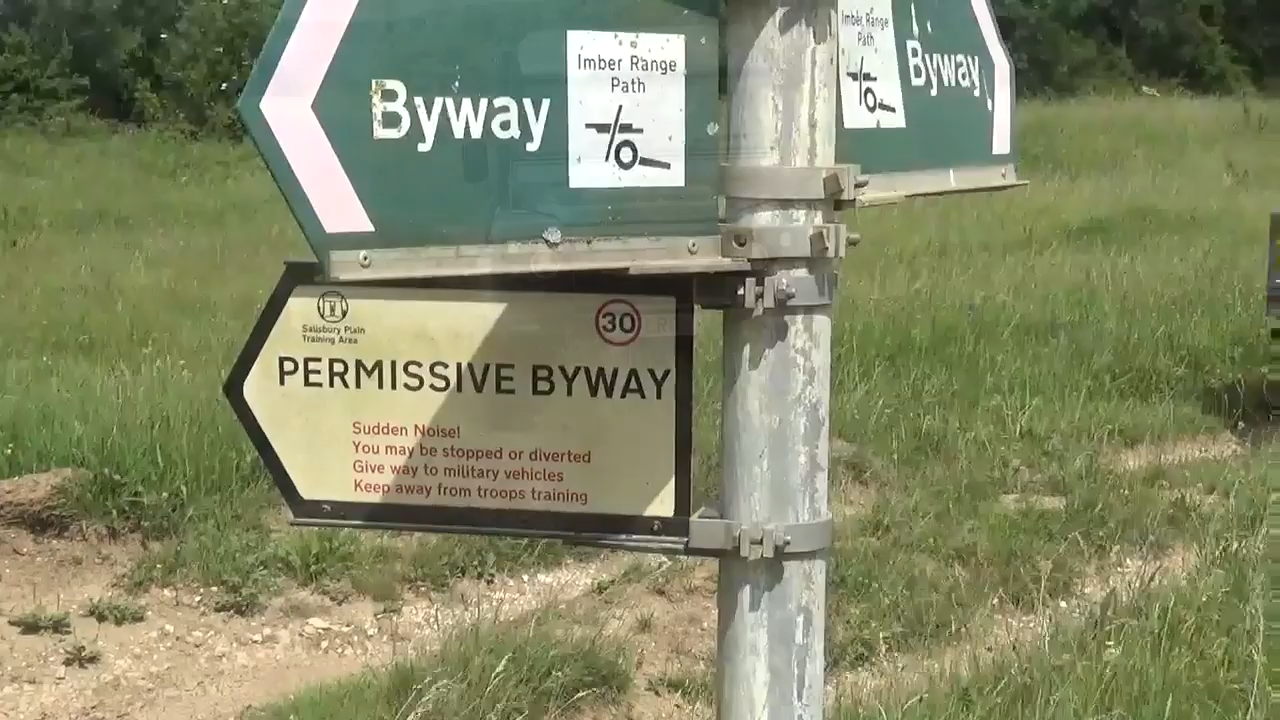 Byway
Imber Range
Path
Imber Range
Path
Byway
Salisbury Plain
Training Area
30
PERMISSIVE BYWAY
Sudden Noise!
You may be stopped or diverted
Give way to military vehicles
Keep away from troops training